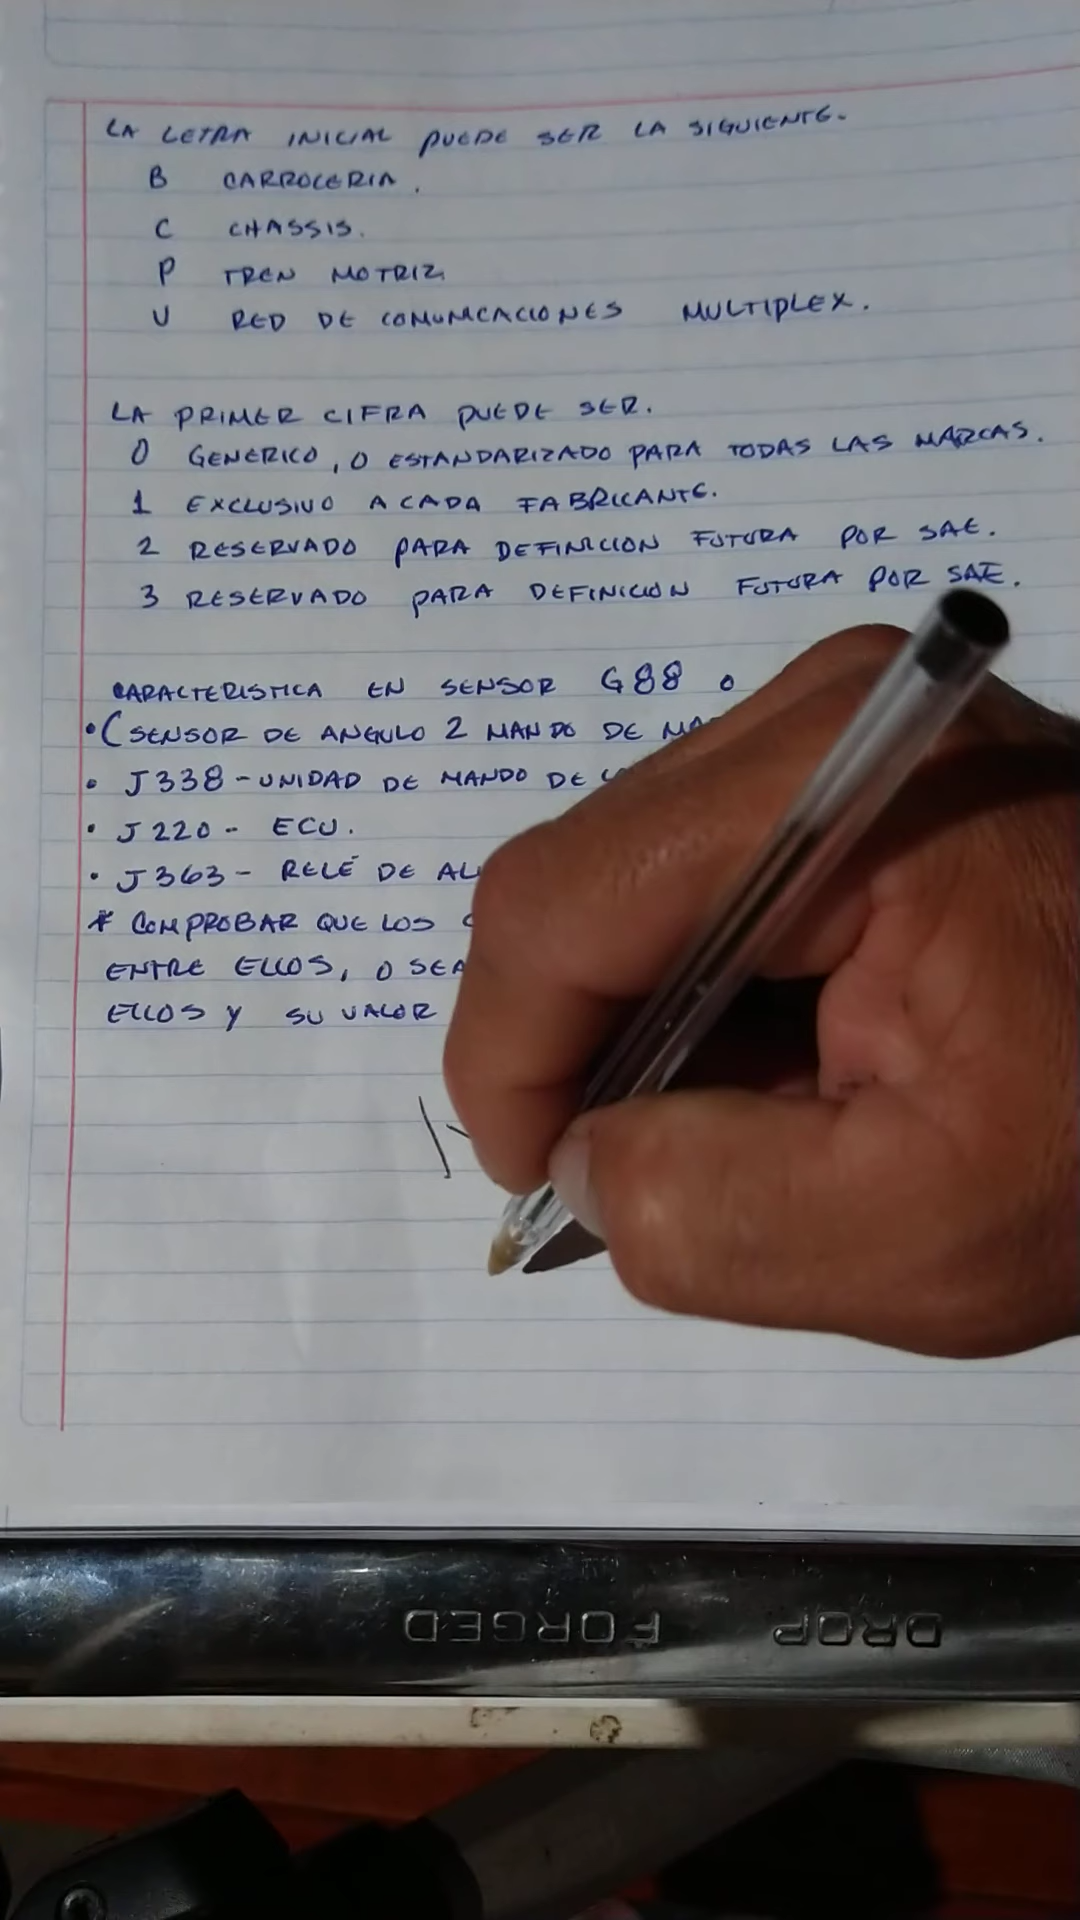 LA LETRA INICIAL PUEDE SER LA SIGUIENTE.
B CARROCERIA.
C CHASSIS.
P TREN MOTRIZ.
U RED DE COMUNICACIONES MULTIPLEX.
LA PRIMER CIFRA PUEDE SER.
0 GENERICO, O ESTANDARIZADO PARA TODAS LAS MARCAS.
1 EXCLUSIVO A CADA FABRICANTE.
2 RESERVADO PARA DEFINICION FUTURA POR SAE.
3 RESERVADO PARA DEFINICION FUTURA POR SAE.
CARACTERISTICA EN SENSOR G88 O
•(SENSOR DE ANGULO 2 MANDO DE
• J338-UNIDAD DE MANDO DE
• J220- ECU.
• J363- RELÉ DE
* COMPROBAR QUE LOS
ENTRE ELLOS, O SEA
ELLOS Y SU VALOR
DROP FORGED